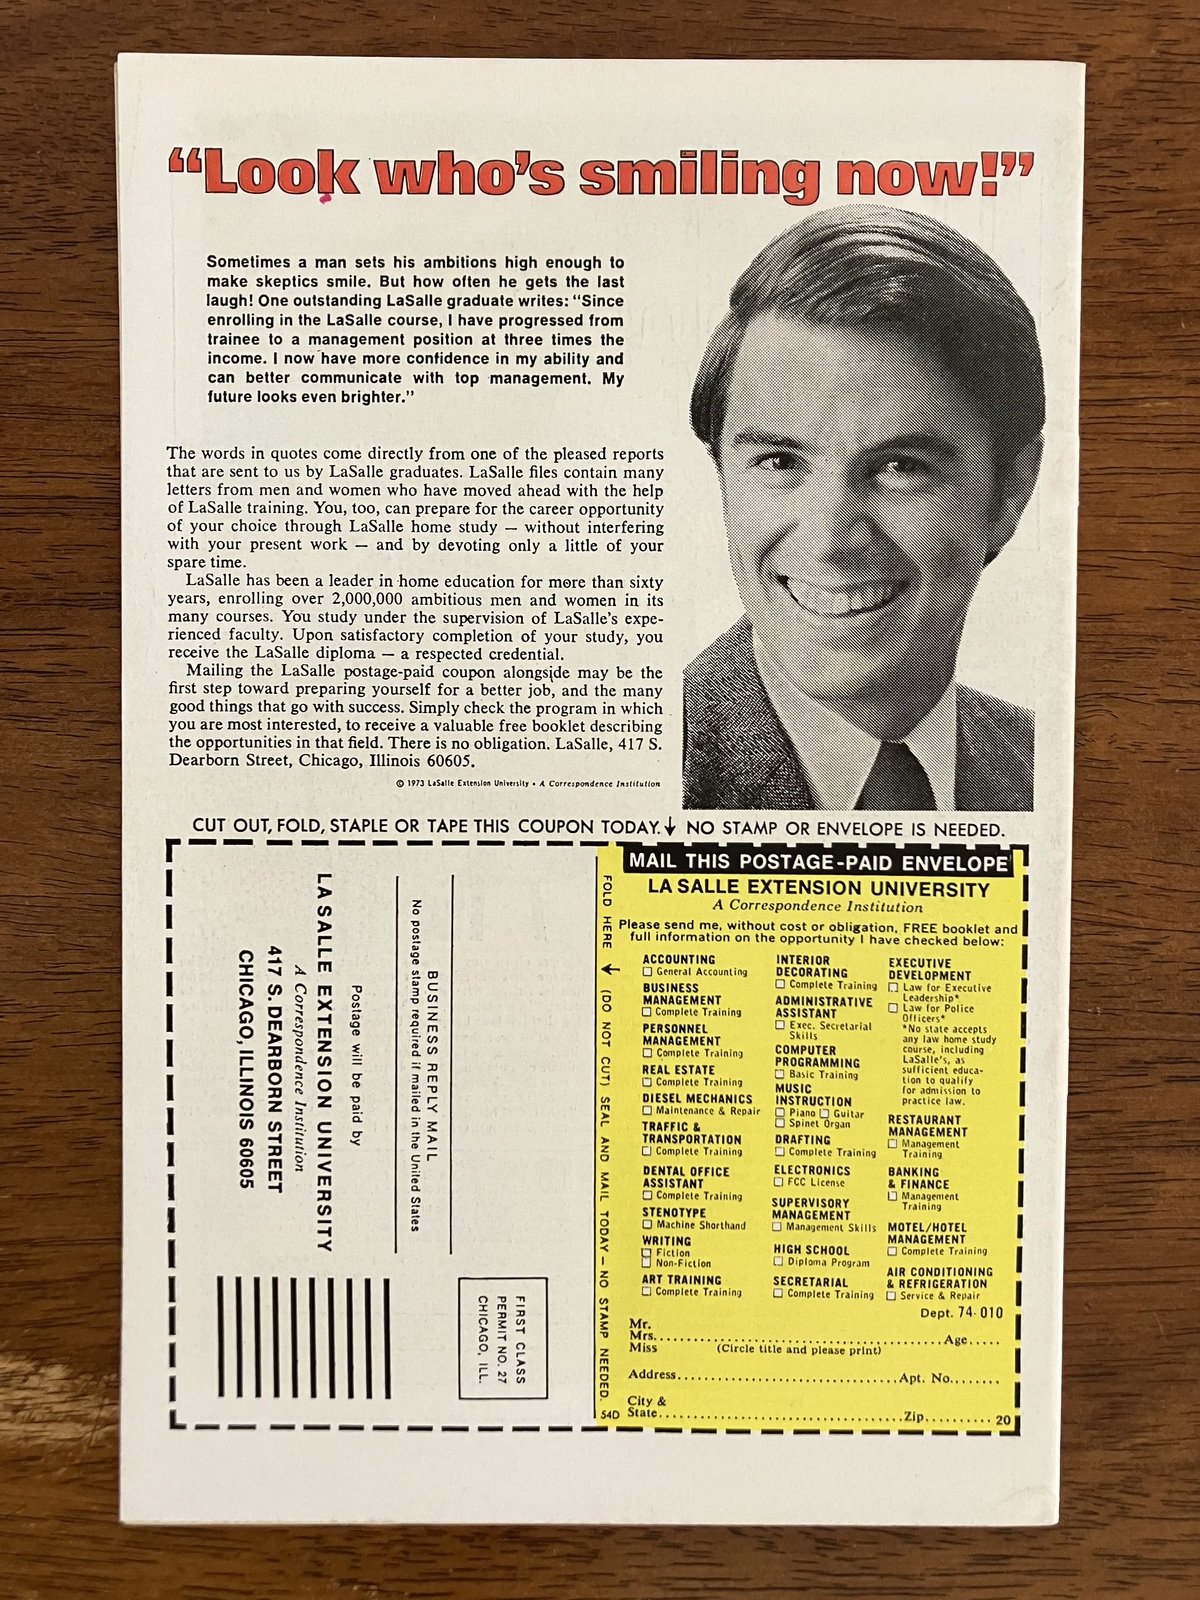 “Look who’s smiling now!”
Sometimes a man sets his ambitions high enough to
make skeptics smile. But how often he gets the last
laugh! One outstanding LaSalle graduate writes: “Since
enrolling in the LaSalle course, I have progressed from
trainee to a management position at three times the
income. I now have more confidence in my ability and
can better communicate with top management. My
future looks even brighter.”
The words in quotes come directly from one of the pleased reports
that are sent to us by LaSalle graduates. LaSalle files contain many
letters from men and women who have moved ahead with the help
of LaSalle training. You, too, can prepare for the career opportunity
of your choice through LaSalle home study — without interfering
with your present work — and by devoting only a little of your
spare time.
LaSalle has been a leader in home education for more than sixty
years, enrolling over 2,000,000 ambitious men and women in its
many courses. You study under the supervision of LaSalle’s expe-
rienced faculty. Upon satisfactory completion of your study, you
receive the LaSalle diploma — a respected credential.
Mailing the LaSalle postage-paid coupon alongside may be the
first step toward preparing yourself for a better job, and the many
good things that go with success. Simply check the program in which
you are most interested, to receive a valuable free booklet describing
the opportunities in that field. There is no obligation. LaSalle, 417 S.
Dearborn Street, Chicago, Illinois 60605.
© 1973 LaSalle Extension University • A Correspondence Institution
CUT OUT, FOLD, STAPLE OR TAPE THIS COUPON TODAY. ↓ NO STAMP OR ENVELOPE IS NEEDED.
FIRST CLASS
PERMIT NO. 27
CHICAGO, ILL.
BUSINESS REPLY MAIL
No postage stamp required if mailed in the United States
Postage will be paid by
LA SALLE EXTENSION UNIVERSITY
A Correspondence Institution
417 S. DEARBORN STREET
CHICAGO, ILLINOIS 60605
FOLD HERE ↓ (DO NOT CUT) SEAL AND MAIL TODAY — NO STAMP NEEDED.
54D
MAIL THIS POSTAGE-PAID ENVELOPE
LA SALLE EXTENSION UNIVERSITY
A Correspondence Institution
Please send me, without cost or obligation, FREE booklet and
full information on the opportunity I have checked below:
ACCOUNTING
☐ General Accounting
BUSINESS
MANAGEMENT
☐ Complete Training
PERSONNEL
MANAGEMENT
☐ Complete Training
REAL ESTATE
☐ Complete Training
DIESEL MECHANICS
☐ Maintenance & Repair
TRAFFIC &
TRANSPORTATION
☐ Complete Training
DENTAL OFFICE
ASSISTANT
☐ Complete Training
STENOTYPE
☐ Machine Shorthand
WRITING
☐ Fiction
☐ Non-Fiction
ART TRAINING
☐ Complete Training
INTERIOR
DECORATING
☐ Complete Training
ADMINISTRATIVE
ASSISTANT
☐ Exec. Secretarial
Skills
COMPUTER
PROGRAMMING
☐ Basic Training
MUSIC
INSTRUCTION
☐ Piano ☐ Guitar
☐ Spinet Organ
DRAFTING
☐ Complete Training
ELECTRONICS
☐ FCC License
SUPERVISORY
MANAGEMENT
☐ Management Skills
HIGH SCHOOL
☐ Diploma Program
SECRETARIAL
☐ Complete Training
EXECUTIVE
DEVELOPMENT
☐ Law for Executive
Leadership*
☐ Law for Police
Officers*
*No state accepts
any law home study
course, including
LaSalle's, as
sufficient educa-
tion to qualify
for admission to
practice law.
RESTAURANT
MANAGEMENT
☐ Management
Training
BANKING
& FINANCE
☐ Management
Training
MOTEL/HOTEL
MANAGEMENT
☐ Complete Training
AIR CONDITIONING
& REFRIGERATION
☐ Service & Repair
Dept. 74-010
Mr.
Mrs. Age
Miss (Circle title and please print)
Address Apt. No.
City &
State Zip 20